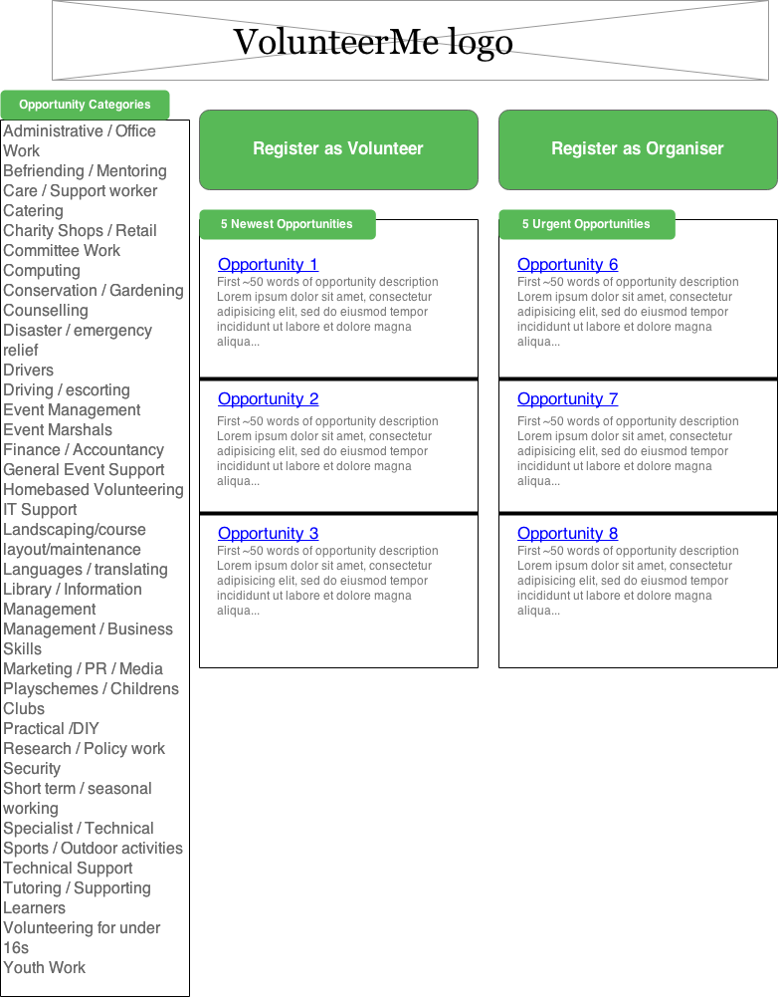 VolunteerMe logo
Opportunity Categories
Administrative / Office
Work
Befriending / Mentoring
Care / Support worker
Catering
Charity Shops / Retail
Committee Work
Computing
Conservation / Gardening
Counselling
Disaster / emergency
relief
Drivers
Driving / escorting
Event Management
Event Marshals
Finance / Accountancy
General Event Support
Homebased Volunteering
IT Support
Landscaping/course
layout/maintenance
Languages / translating
Library / Information
Management
Management / Business
Skills
Marketing / PR / Media
Playschemes / Childrens
Clubs
Practical /DIY
Research / Policy work
Security
Short term / seasonal
working
Specialist / Technical
Sports / Outdoor activities
Technical Support
Tutoring / Supporting
Learners
Volunteering for under
16s
Youth Work
Register as Volunteer
Register as Organiser
5 Newest Opportunities
Opportunity 1
First ~50 words of opportunity description
Lorem ipsum dolor sit amet, consectetur
adipisicing elit, sed do eiusmod tempor
incididunt ut labore et dolore magna
aliqua...
Opportunity 2
First ~50 words of opportunity description
Lorem ipsum dolor sit amet, consectetur
adipisicing elit, sed do eiusmod tempor
incididunt ut labore et dolore magna
aliqua...
Opportunity 3
First ~50 words of opportunity description
Lorem ipsum dolor sit amet, consectetur
adipisicing elit, sed do eiusmod tempor
incididunt ut labore et dolore magna
aliqua...
5 Urgent Opportunities
Opportunity 6
First ~50 words of opportunity description
Lorem ipsum dolor sit amet, consectetur
adipisicing elit, sed do eiusmod tempor
incididunt ut labore et dolore magna
aliqua...
Opportunity 7
First ~50 words of opportunity description
Lorem ipsum dolor sit amet, consectetur
adipisicing elit, sed do eiusmod tempor
incididunt ut labore et dolore magna
aliqua...
Opportunity 8
First ~50 words of opportunity description
Lorem ipsum dolor sit amet, consectetur
adipisicing elit, sed do eiusmod tempor
incididunt ut labore et dolore magna
aliqua...